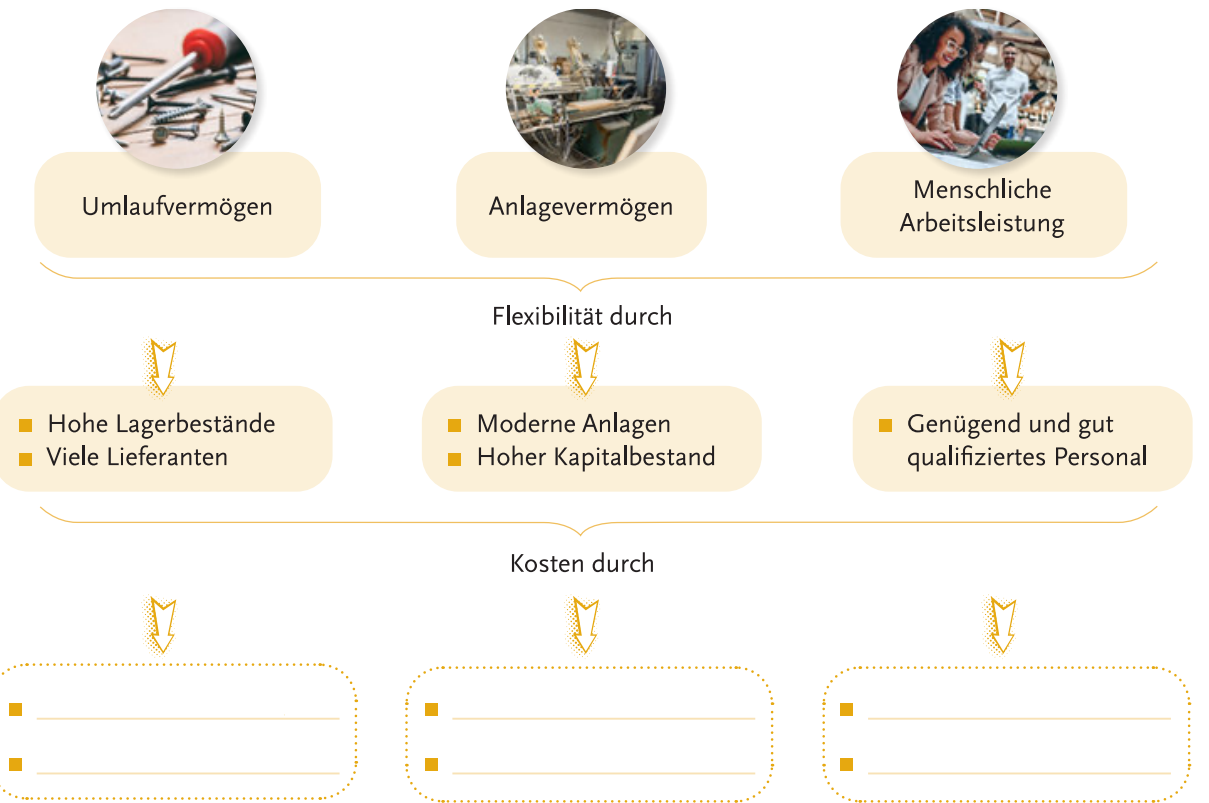 Umlaufvermögen
Anlagevermögen
Menschliche
Arbeitsleistung
Flexibilität durch
Hohe Lagerbestände
Viele Lieferanten
Moderne Anlagen
Hoher Kapitalbestand
Genügend und gut
qualifiziertes Personal
Kosten durch